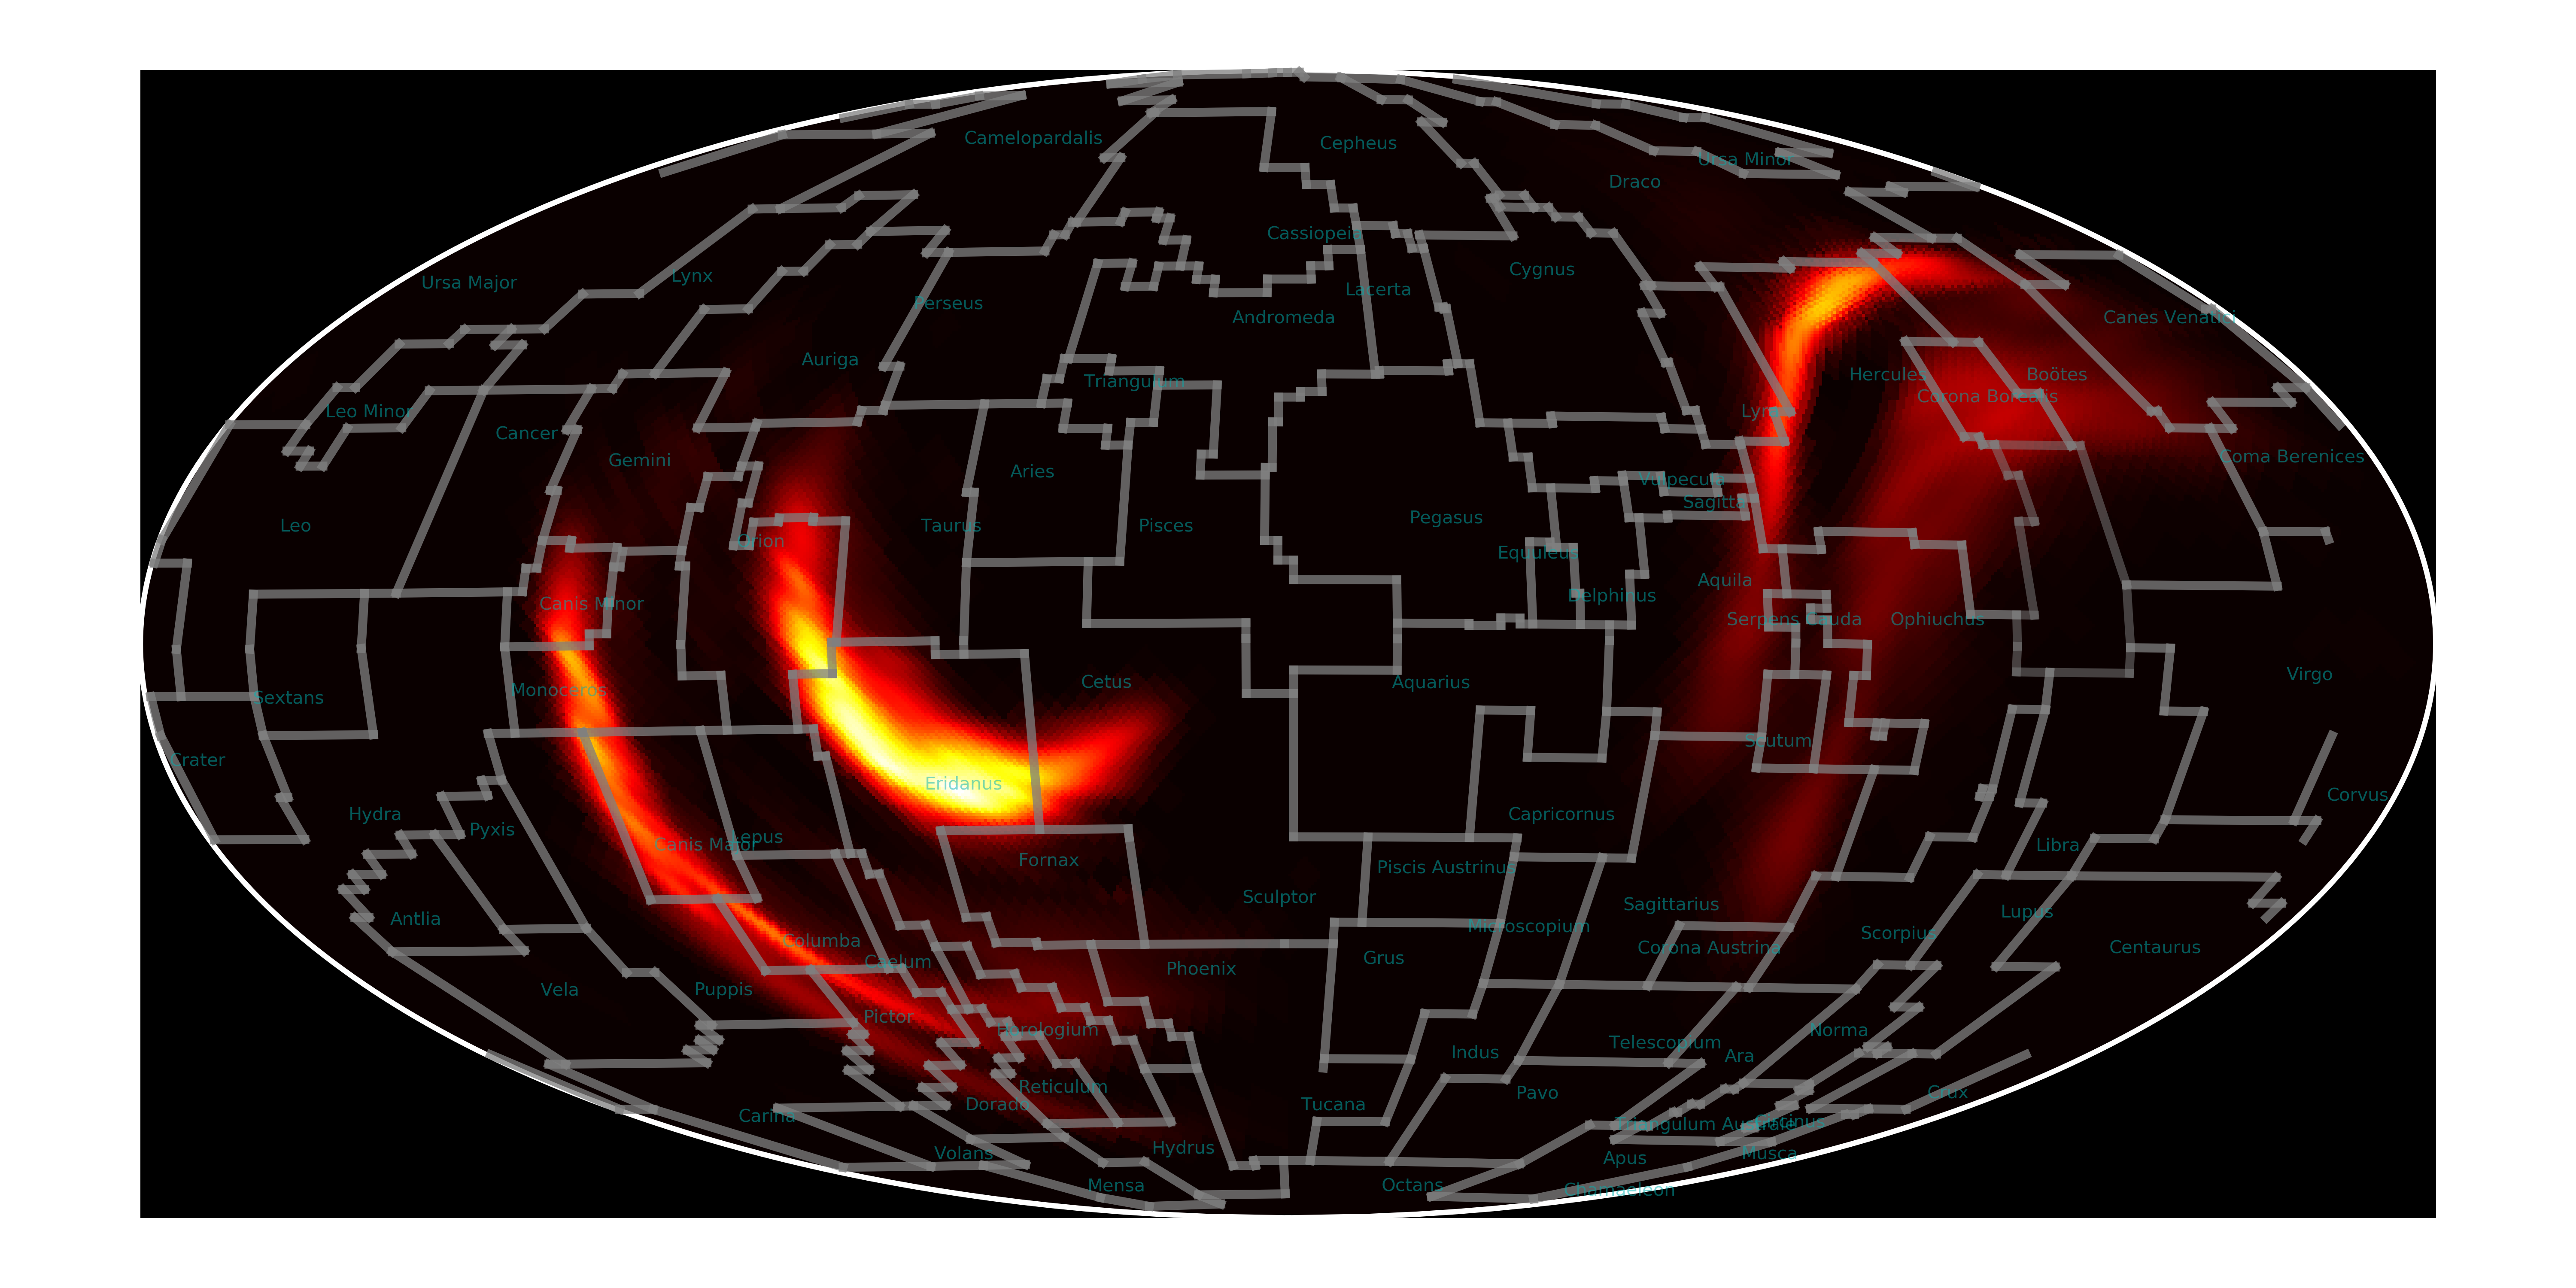 Camelopardalis
Cepheus
Ursa Minor
Draco
Cassiopeia
Cygnus
Lynx
Ursa Major
Lacerta
Perseus
Andromeda
Canes Venatici
Auriga
Hercules
Boötes
Triangulum
Corona Borealis
Leo Minor
Lyra
Cancer
Coma Berenices
Gemini
Aries
Vulpecula
Sagitta
Pegasus
Leo
Taurus
Pisces
Orion
Equuleus
Aquila
Delphinus
Canis Minor
Serpens Cauda
Ophiuchus
Virgo
Cetus
Aquarius
Monoceros
Sextans
Scutum
Crater
Eridanus
Corvus
Hydra
Capricornus
Pyxis
Lepus
Canis Major
Libra
Fornax
Piscis Austrinus
Sculptor
Sagittarius
Lupus
Antlia
Microscopium
Scorpius
Columba
Corona Austrina
Centaurus
Grus
Caelum
Phoenix
Vela
Puppis
Pictor
Horologium
Norma
Telescopium
Indus
Ara
Reticulum
Pavo
Crux
Dorado
Tucana
Carina
Circinus
Triangulum Australe
Hydrus
Volans
Musca
Apus
Mensa
Octans
Chamaeleon